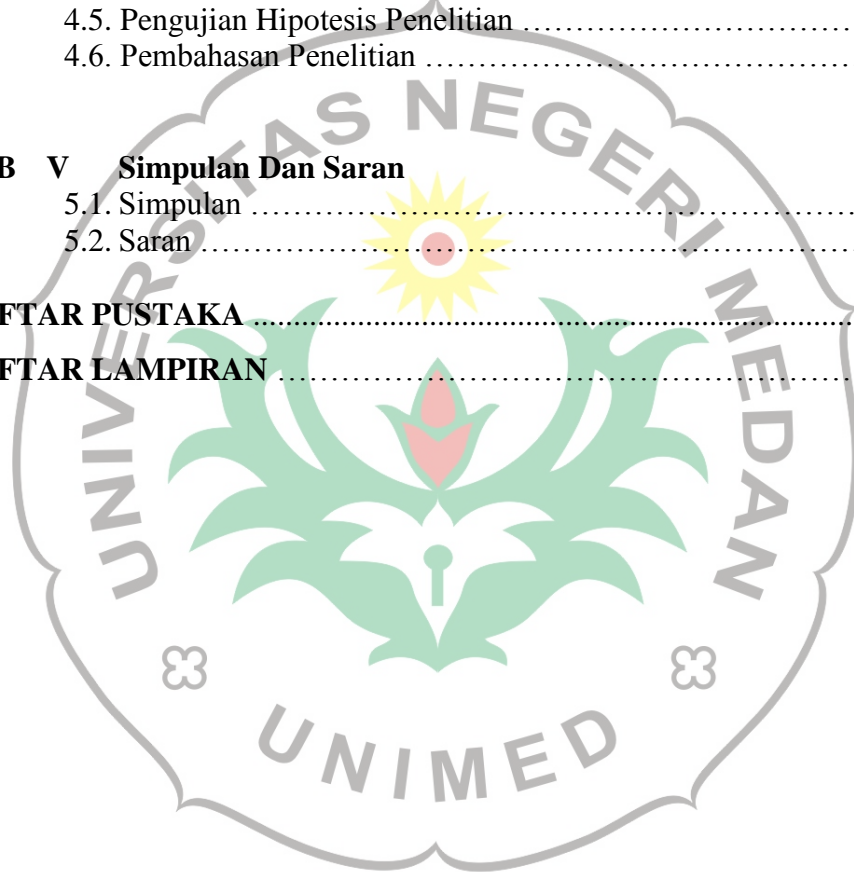 4.5. Pengujian Hipotesis Penelitian ……………………………
4.6. Pembahasan Penelitian ……………………………………
B V Simpulan Dan Saran
5.1. Simpulan ……………………………………………………
5.2. Saran …………………………………………………………
FTAR PUSTAKA ...............................................................
FTAR LAMPIRAN ………………………………………………
UNIVERSITAS NEGERI MEDAN
UNIMED